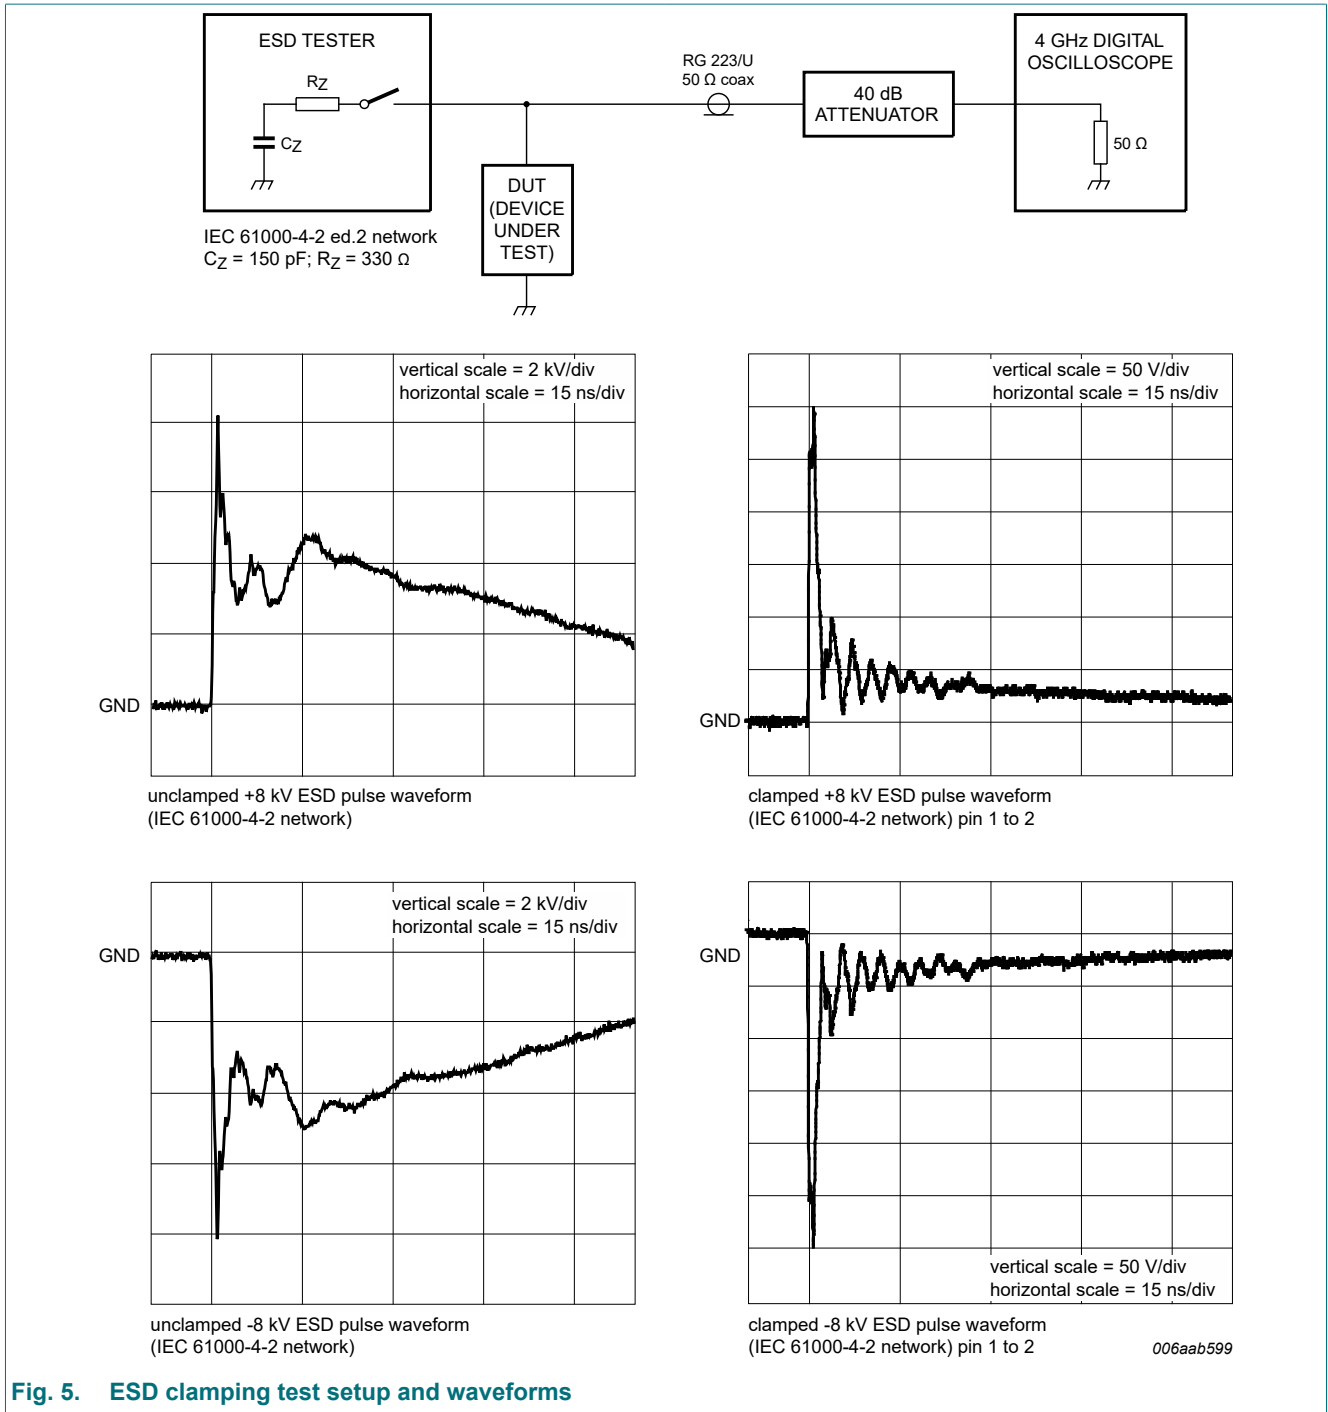 ESD TESTER
RZ
CZ
IEC 61000-4-2 ed.2 network
CZ = 150 pF; RZ = 330 Ω
DUT
(DEVICE
UNDER
TEST)
RG 223/U
50 Ω coax
40 dB
ATTENUATOR
4 GHz DIGITAL
OSCILLOSCOPE
50 Ω
vertical scale = 2 kV/div
horizontal scale = 15 ns/div
GND
unclamped +8 kV ESD pulse waveform
(IEC 61000-4-2 network)
vertical scale = 50 V/div
horizontal scale = 15 ns/div
GND
clamped +8 kV ESD pulse waveform
(IEC 61000-4-2 network) pin 1 to 2
vertical scale = 2 kV/div
horizontal scale = 15 ns/div
GND
unclamped -8 kV ESD pulse waveform
(IEC 61000-4-2 network)
GND
vertical scale = 50 V/div
horizontal scale = 15 ns/div
clamped -8 kV ESD pulse waveform
(IEC 61000-4-2 network) pin 1 to 2
006aab599
Fig. 5. ESD clamping test setup and waveforms